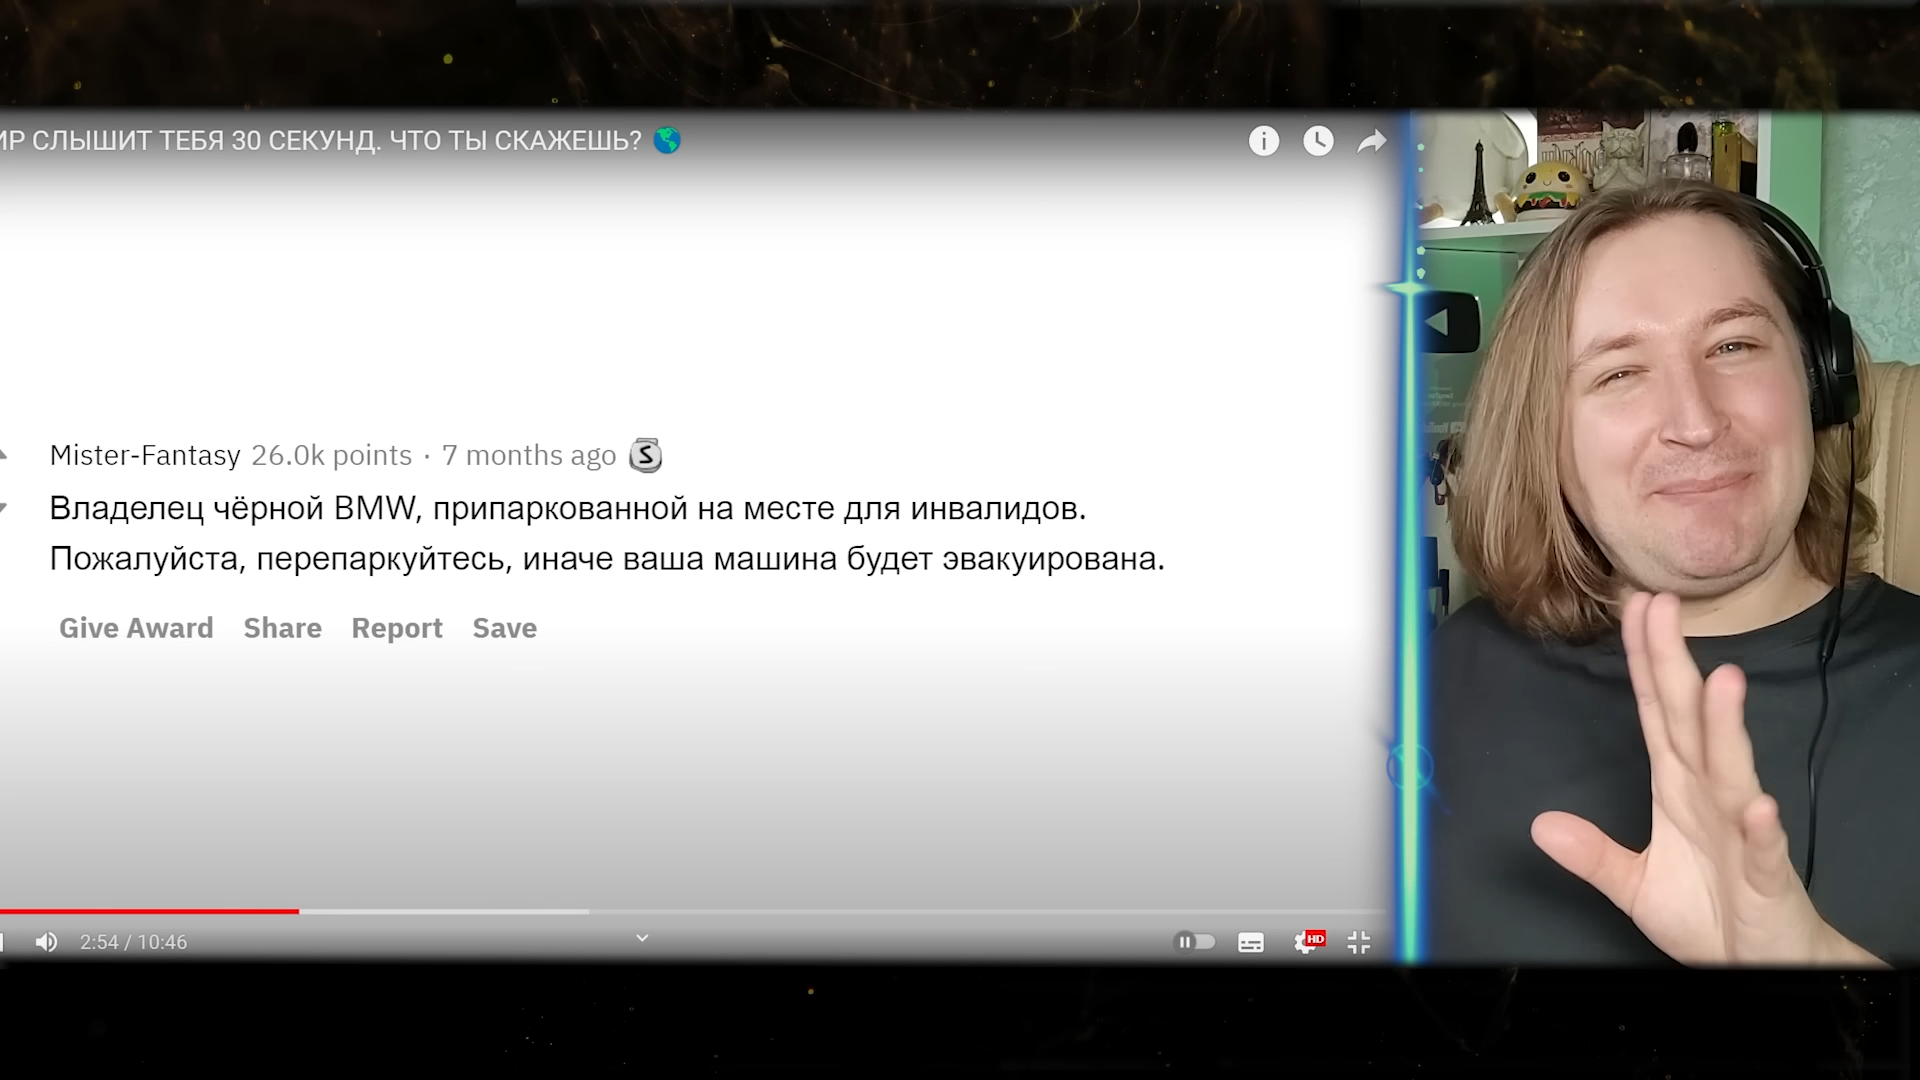 ИР СЛЫШИТ ТЕБЯ 30 СЕКУНД. ЧТО ТЫ СКАЖЕШЬ?
Mister-Fantasy 26.0k points · 7 months ago S
Владелец чёрной BMW, припаркованной на месте для инвалидов.
Пожалуйста, перепаркуйтесь, иначе ваша машина будет эвакуирована.
Give Award Share Report Save
2:54 / 10:46
HD